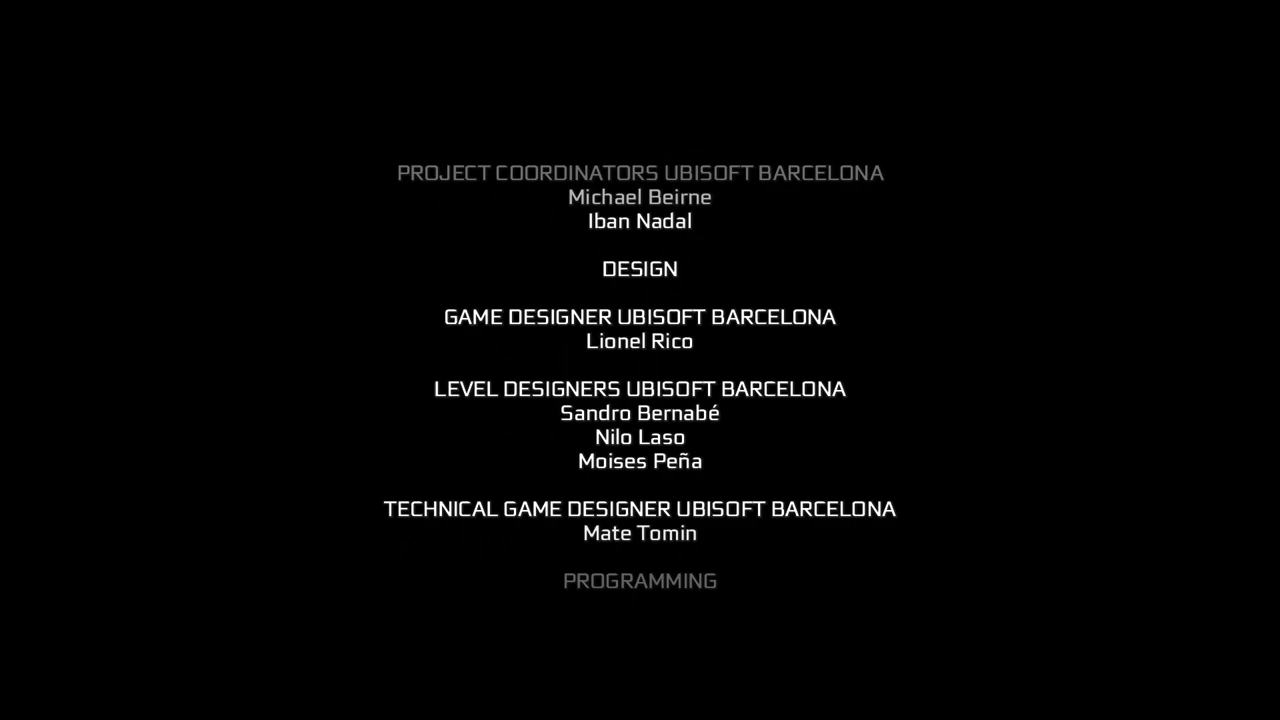 PROJECT COORDINATORS UBISOFT BARCELONA
Michael Beirne
Iban Nadal
DESIGN
GAME DESIGNER UBISOFT BARCELONA
Lionel Rico
LEVEL DESIGNERS UBISOFT BARCELONA
Sandro Bernabé
Nilo Laso
Moises Peña
TECHNICAL GAME DESIGNER UBISOFT BARCELONA
Mate Tomin
PROGRAMMING